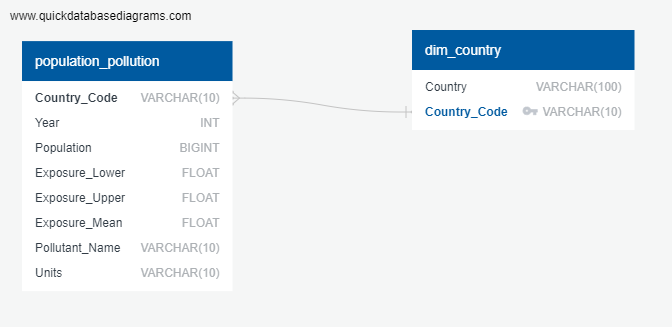 www.quickdatabasediagrams.com
population_pollution
Country_Code VARCHAR(10)
Year INT
Population BIGINT
Exposure_Lower FLOAT
Exposure_Upper FLOAT
Exposure_Mean FLOAT
Pollutant_Name VARCHAR(10)
Units VARCHAR(10)
dim_country
Country VARCHAR(100)
Country_Code VARCHAR(10)